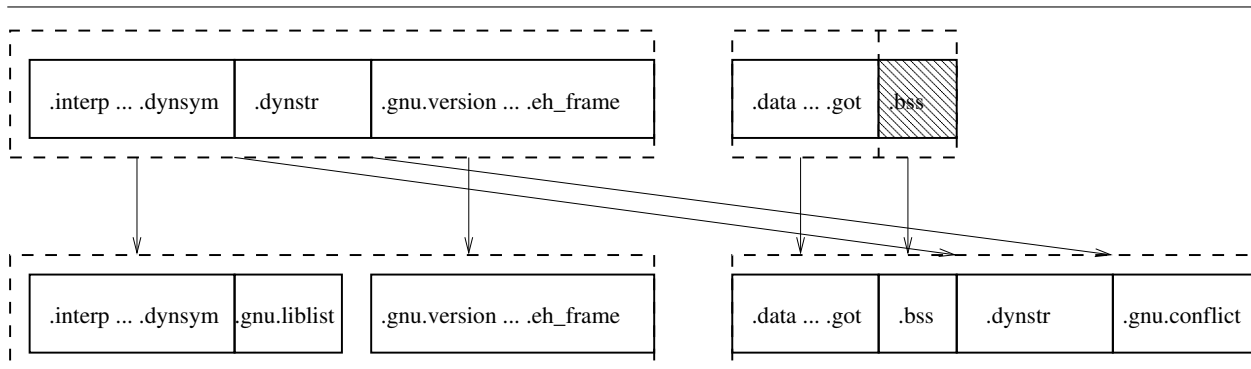 .interp ... .dynsym .dynstr .gnu.version ... .eh_frame .data ... .got .bss
.interp ... .dynsym .gnu.liblist .gnu.version ... .eh_frame .data ... .got .bss .dynstr .gnu.conflict